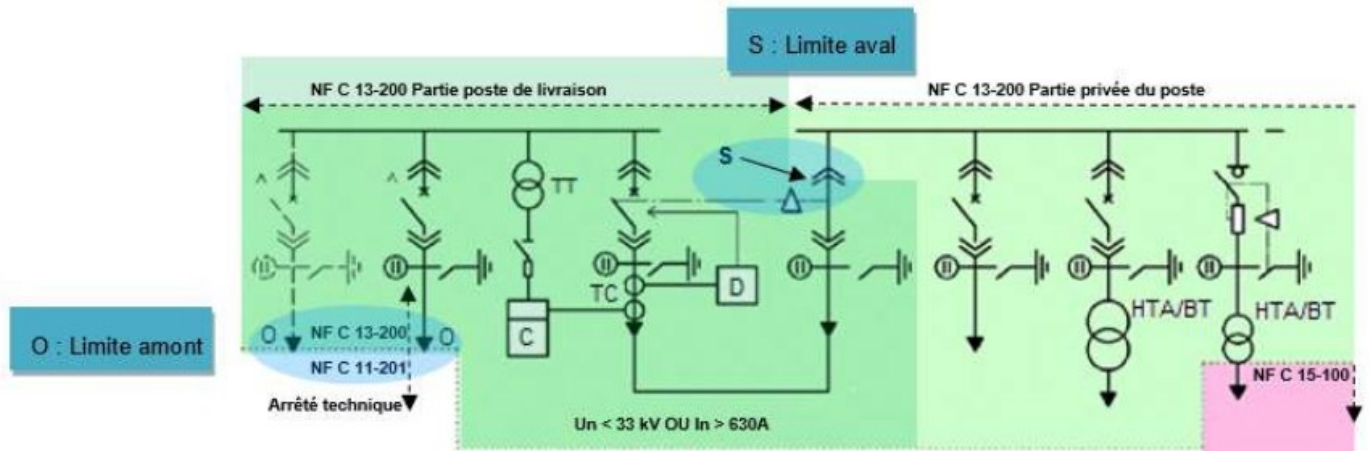 S : Limite aval
NF C 13-200 Partie poste de livraison
NF C 13-200 Partie privée du poste
S
TT
TC
D
C
HTA/BT
HTA/BT
O : Limite amont
O
NF C 13-200
O
NF C 11-201
Arrêté technique
Un < 33 kV OU In > 630A
NF C 15-100